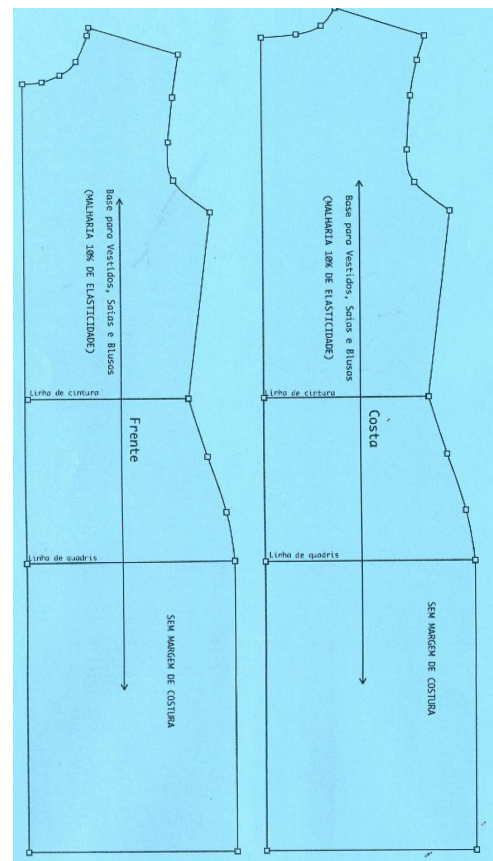 Base para Vestidos, Saias e Blusas
(MALHARIA 10% DE ELASTICIDADE)
Linha de cintura
Frente
Linha de quadris
SEM MARGEM DE COSTURA
Base para Vestidos, Saias e Blusas
(MALHARIA 10% DE ELASTICIDADE)
Linha de cintura
Costa
Linha de quadris
SEM MARGEM DE COSTURA